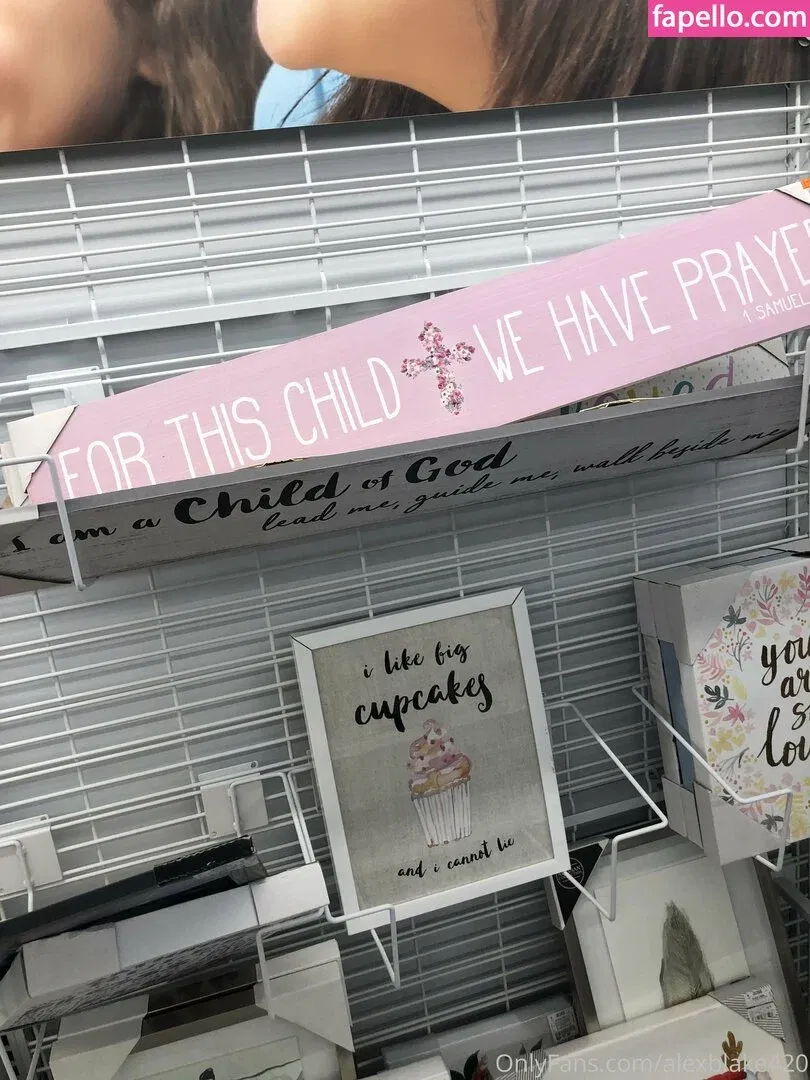 fapello.com
FOR THIS CHILD WE HAVE PRAYE
1 SAMUEL
I am a Child of God
lead me, guide me, walk beside me
i like big
cupcakes
and i cannot lie
you
ar
s
lo
OnlyFans.com/alexblake420